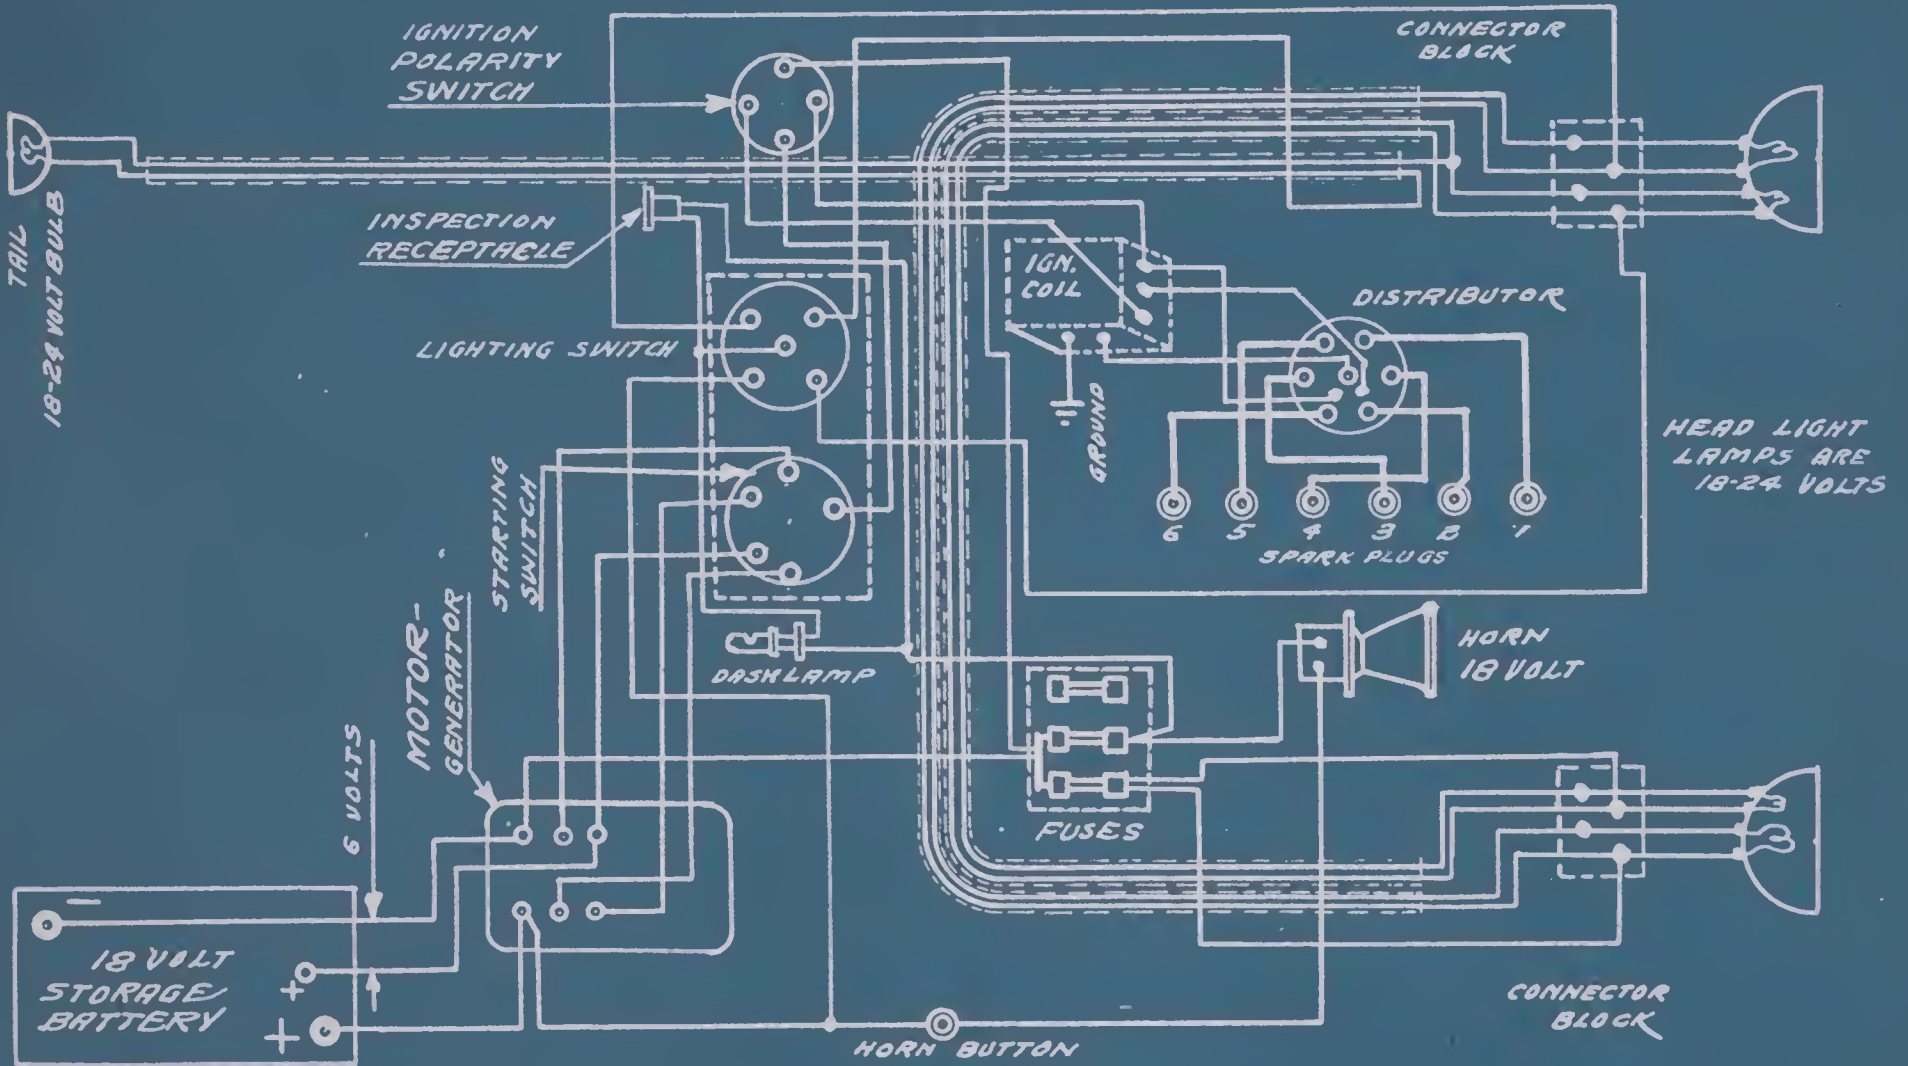 IGNITION
POLARITY
SWITCH
CONNECTOR
BLOCK
TAIL
18-24 VOLT BULB
INSPECTION
RECEPTACLE
IGN.
COIL
DISTRIBUTOR
LIGHTING SWITCH
GROUND
HEAD LIGHT
LAMPS ARE
18-24 VOLTS
STARTING
SWITCH
6 5 4 3 2 1
SPARK PLUGS
MOTOR-
GENERATOR
DASH LAMP
HORN
18 VOLT
6 VOLTS
FUSES
−
18 VOLT
STORAGE
BATTERY
+
+
HORN BUTTON
CONNECTOR
BLOCK